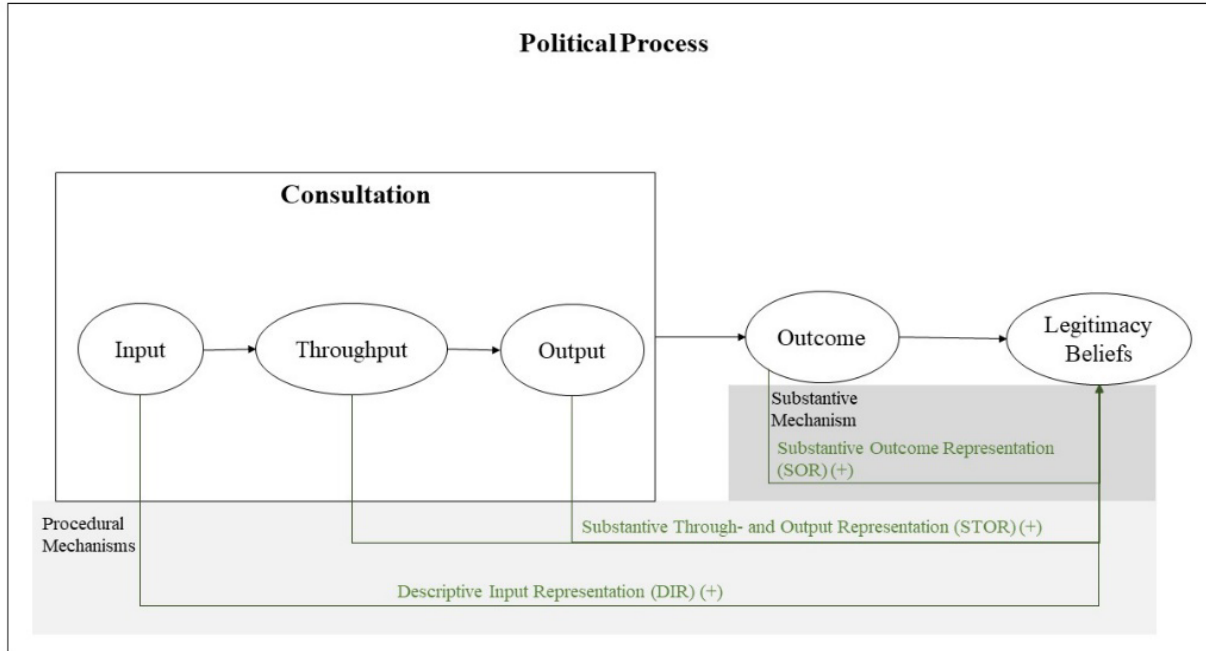 Political Process
Consultation
Input
Throughput
Output
Outcome
Legitimacy
Beliefs
Substantive
Mechanism
Substantive Outcome Representation
(SOR) (+)
Procedural
Mechanisms
Substantive Through- and Output Representation (STOR) (+)
Descriptive Input Representation (DIR) (+)